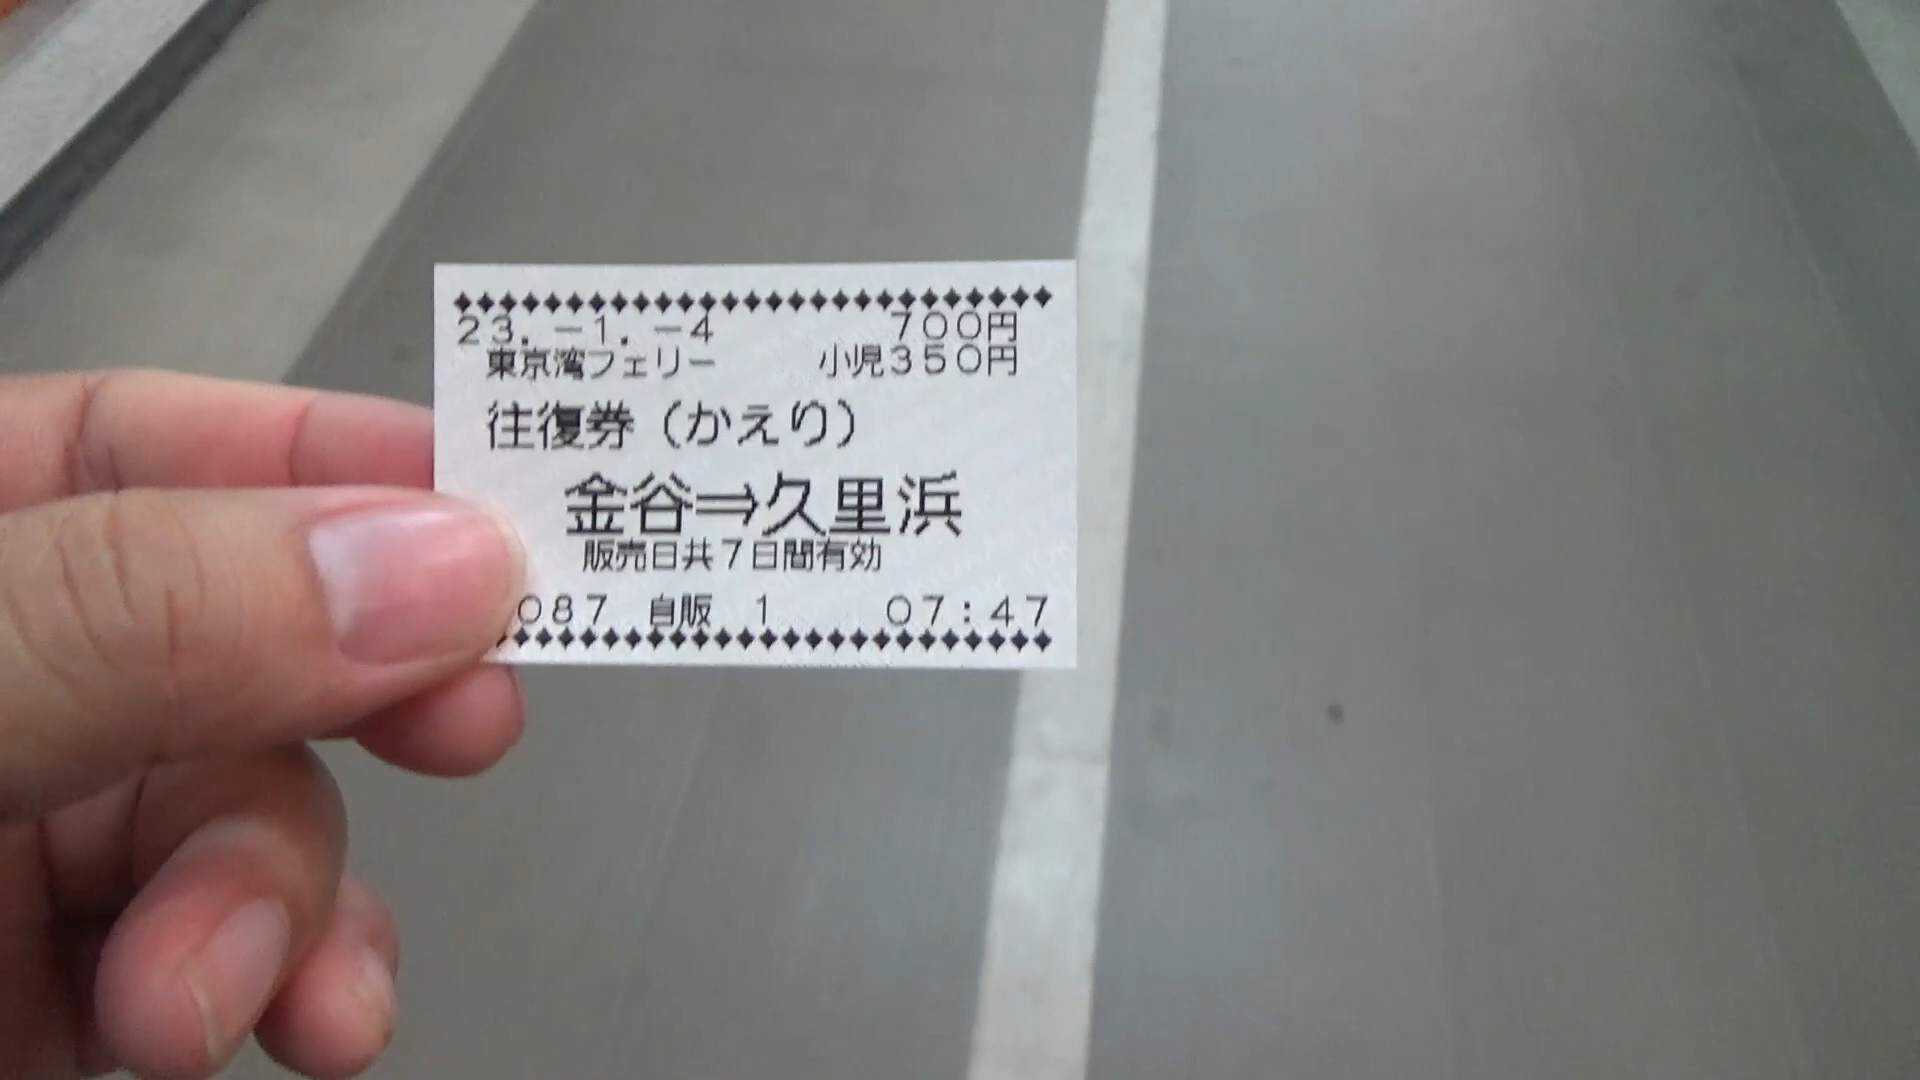 23.-1.-4 700円
東京湾フェリー 小児350円
往復券（かえり）
金谷⇒久里浜
販売日共7日間有効
087 自販 1 07:47